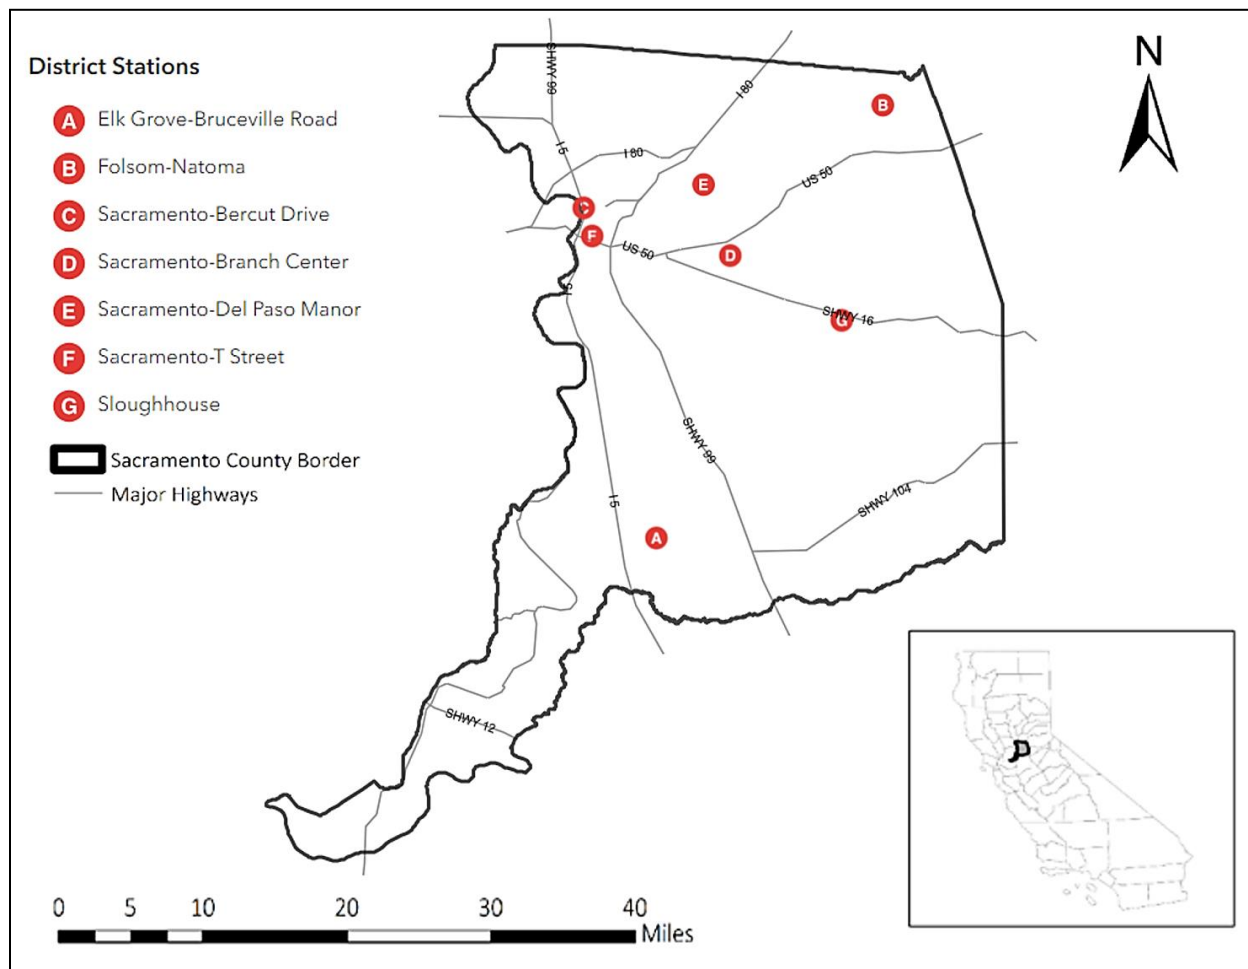 District Stations
A Elk Grove-Bruceville Road
B Folsom-Natoma
C Sacramento-Bercut Drive
D Sacramento-Branch Center
E Sacramento-Del Paso Manor
F Sacramento-T Street
G Sloughhouse
Sacramento County Border
Major Highways
N
SHWY 99
I 80
B
I 5
I 80
E
US 50
C
F
US 50
D
I 5
SHWY 16
G
SHWY 99
I 5
SHWY 104
A
SHWY 12
0 5 10 20 30 40
Miles